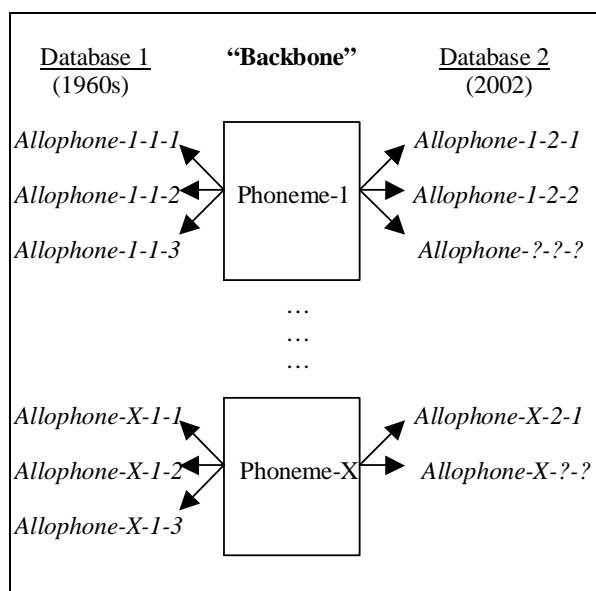 Database 1 “Backbone” Database 2
(1960s) (2002)
Allophone-1-1-1 Allophone-1-2-1
Allophone-1-1-2 Phoneme-1 Allophone-1-2-2
Allophone-1-1-3 Allophone-?-?-?
…
…
…
Allophone-X-1-1 Allophone-X-2-1
Allophone-X-1-2 Phoneme-X Allophone-X-?-?
Allophone-X-1-3